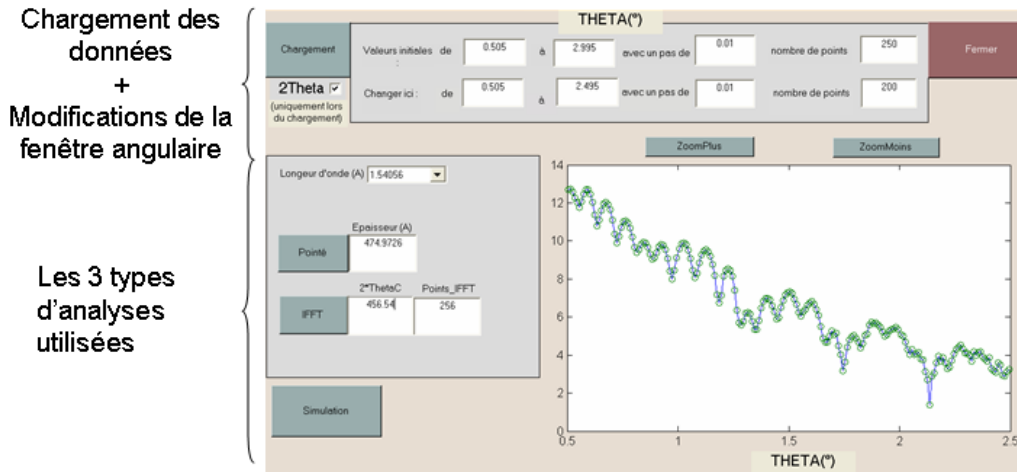 Chargement des
données
+
Modifications de la
fenêtre angulaire
Les 3 types
d'analyses
utilisées
THETA(°)
Chargement
Valeurs initiales de 0.505 à 2.995 avec un pas de 0.01 nombre de points 250
:
Fermer
2Theta
(uniquement lors
du chargement)
Changer ici : de 0.505 à 2.495 avec un pas de 0.01 nombre de points 200
ZoomPlus ZoomMoins
Longeur d'onde (A) 1.54056
Epaisseur (A)
Pointé 474.9726
2*ThetaC Points_IFFT
IFFT 456.54 256
Simulation
14
12
10
8
6
4
2
0
0.5 1 1.5 2 2.5
THETA(°)